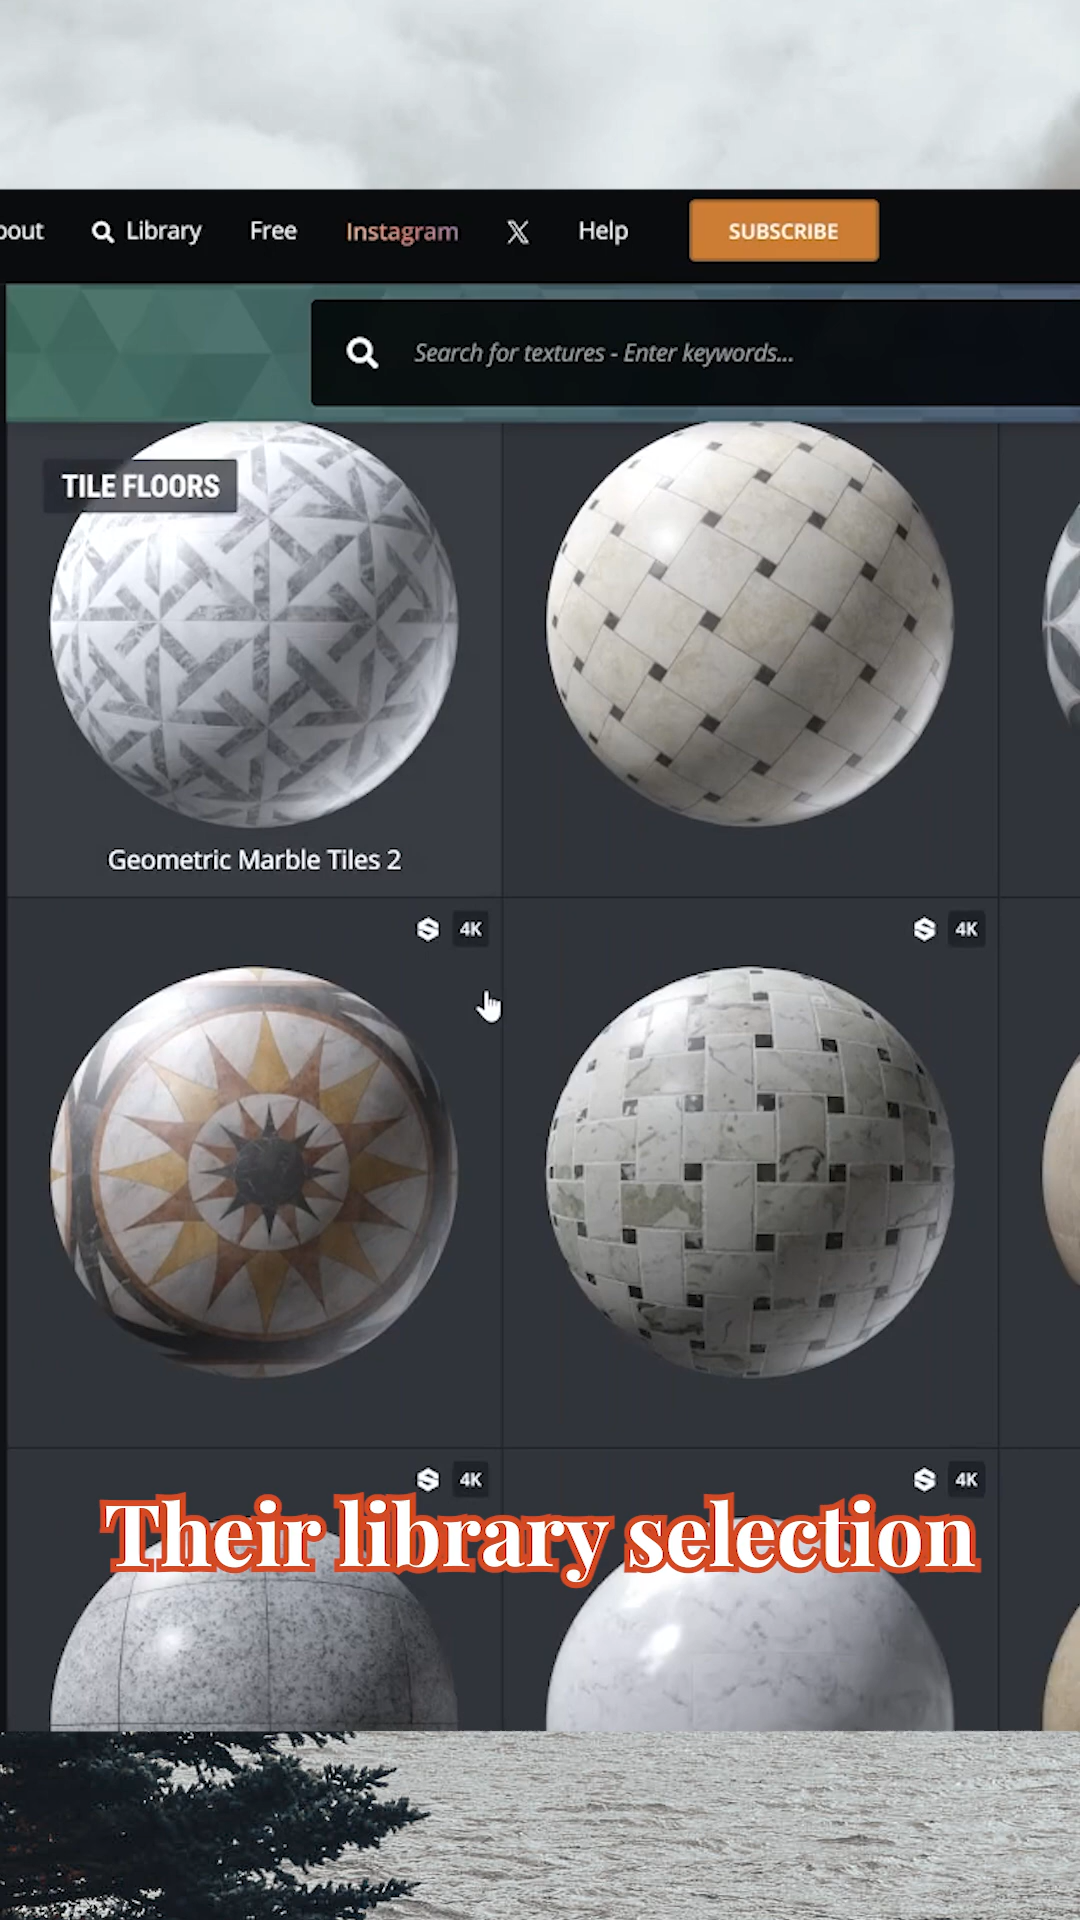 bout Library Free Instagram X Help SUBSCRIBE
Search for textures - Enter keywords...
TILE FLOORS
Geometric Marble Tiles 2
4K 4K
4K 4K
Their library selection